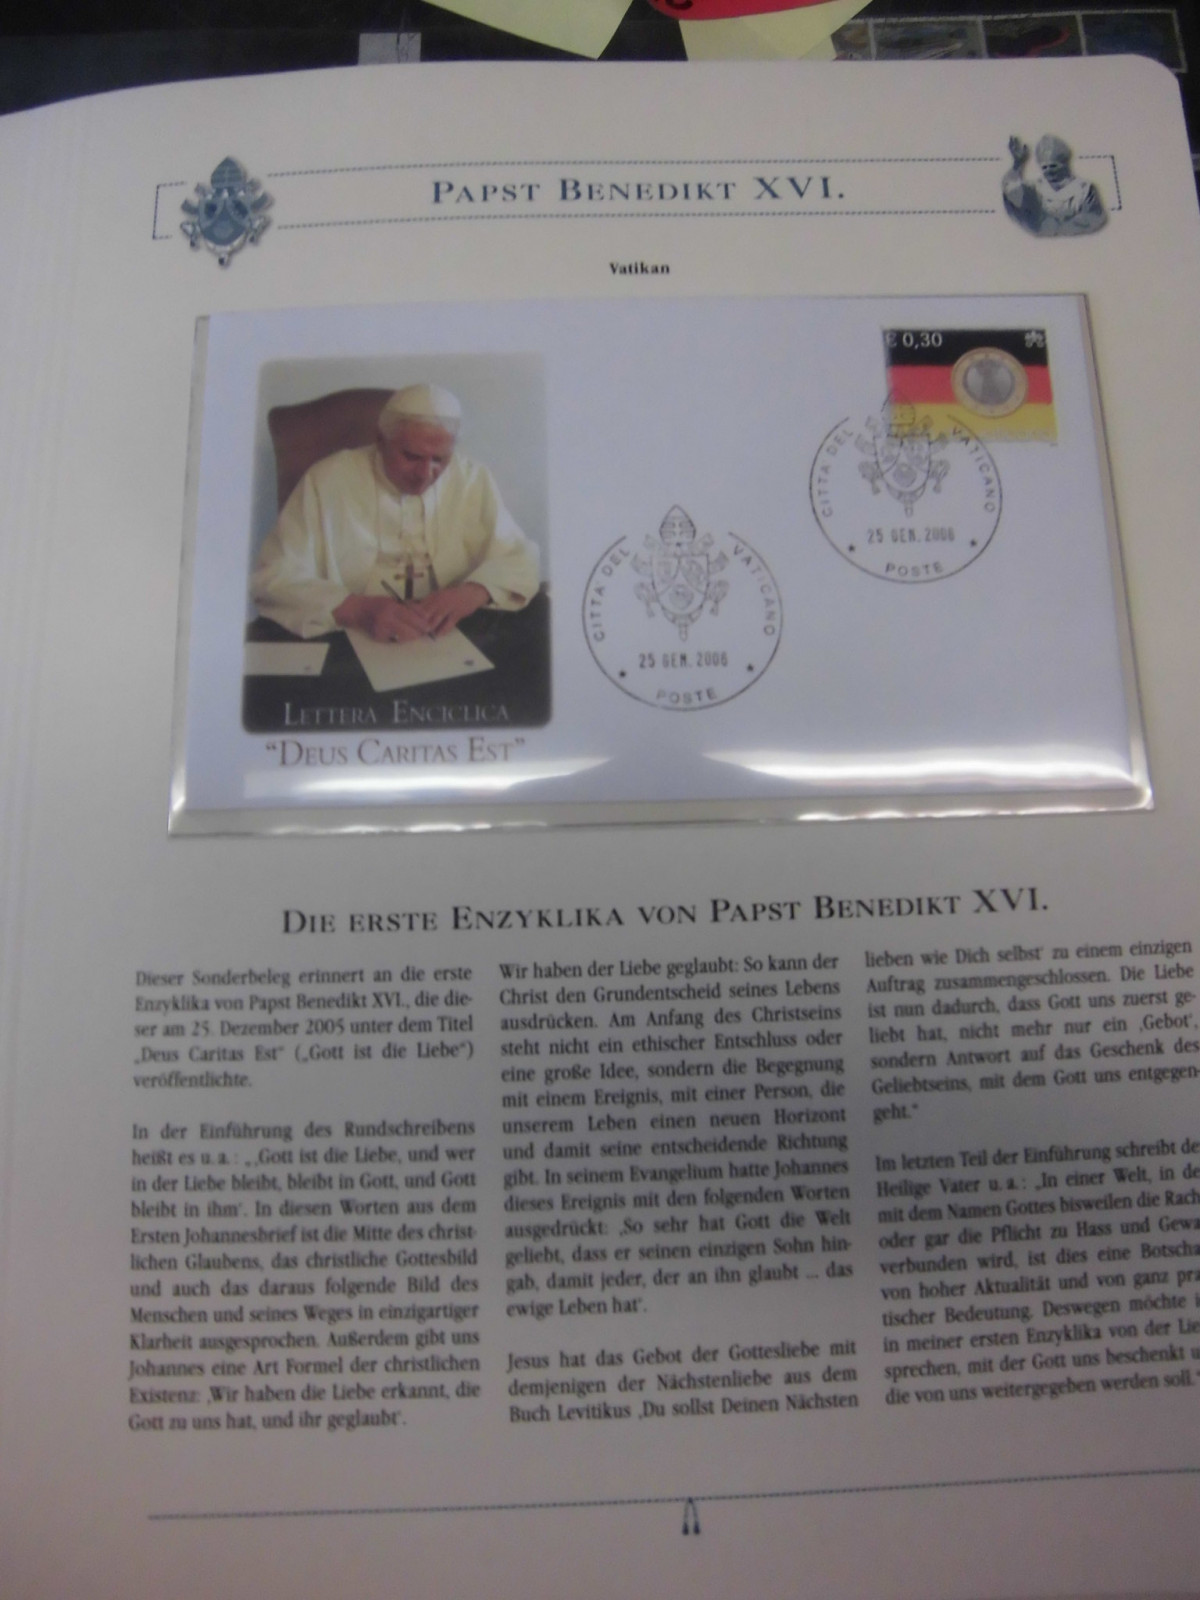 PAPST BENEDIKT XVI.
Vatikan
€ 0,30
CITTA' DEL VATICANO
25 GEN. 2006
POSTE
CITTA' DEL VATICANO
25 GEN. 2006
POSTE
LETTERA ENCICLICA
"DEUS CARITAS EST"
DIE ERSTE ENZYKLIKA VON PAPST BENEDIKT XVI.
Dieser Sonderbeleg erinnert an die erste
Enzyklika von Papst Benedikt XVI., die die-
ser am 25. Dezember 2005 unter dem Titel
„Deus Caritas Est“ („Gott ist die Liebe“)
veröffentlichte.
In der Einführung des Rundschreibens
heißt es u. a. : „‚Gott ist die Liebe, und wer
in der Liebe bleibt, bleibt in Gott, und Gott
bleibt in ihm‘. In diesen Worten aus dem
Ersten Johannesbrief ist die Mitte des christ-
lichen Glaubens, das christliche Gottesbild
und auch das daraus folgende Bild des
Menschen und seines Weges in einzigartiger
Klarheit ausgesprochen. Außerdem gibt uns
Johannes eine Art Formel der christlichen
Existenz: ‚Wir haben die Liebe erkannt, die
Gott zu uns hat, und ihr geglaubt‘.
Wir haben der Liebe geglaubt: So kann der
Christ den Grundentscheid seines Lebens
ausdrücken. Am Anfang des Christseins
steht nicht ein ethischer Entschluss oder
eine große Idee, sondern die Begegnung
mit einem Ereignis, mit einer Person, die
unserem Leben einen neuen Horizont
und damit seine entscheidende Richtung
gibt. In seinem Evangelium hatte Johannes
dieses Ereignis mit den folgenden Worten
ausgedrückt: ‚So sehr hat Gott die Welt
geliebt, dass er seinen einzigen Sohn hin-
gab, damit jeder, der an ihn glaubt ... das
ewige Leben hat‘.
Jesus hat das Gebot der Gottesliebe mit
demjenigen der Nächstenliebe aus dem
Buch Levitikus ‚Du sollst Deinen Nächsten
lieben wie Dich selbst‘ zu einem einzigen
Auftrag zusammengeschlossen. Die Liebe
ist nun dadurch, dass Gott uns zuerst ge-
liebt hat, nicht mehr nur ein ‚Gebot‘,
sondern Antwort auf das Geschenk des
Geliebtseins, mit dem Gott uns entgegen-
geht.“
Im letzten Teil der Einführung schreibt de
Heilige Vater u. a. : „In einer Welt, in de
mit dem Namen Gottes bisweilen die Rach
oder gar die Pflicht zu Hass und Gewa
verbunden wird, ist dies eine Botscha
von hoher Aktualität und von ganz pra
tischer Bedeutung. Deswegen möchte i
in meiner ersten Enzyklika von der Lie
sprechen, mit der Gott uns beschenkt u
die von uns weitergegeben werden soll.“